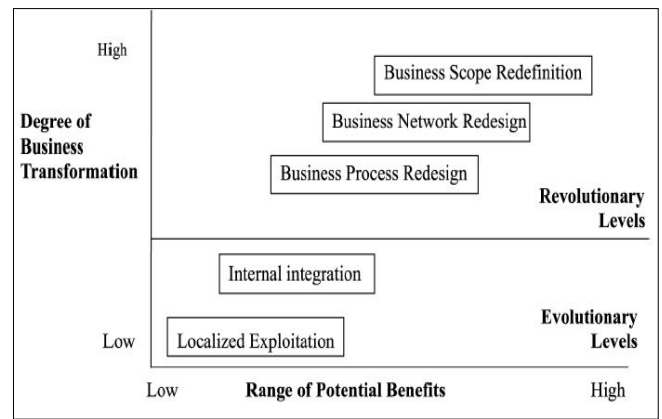 High
Business Scope Redefinition
Degree of
Business
Transformation
Business Network Redesign
Business Process Redesign
Revolutionary
Levels
Internal integration
Evolutionary
Levels
Localized Exploitation
Low
Low
Range of Potential Benefits
High